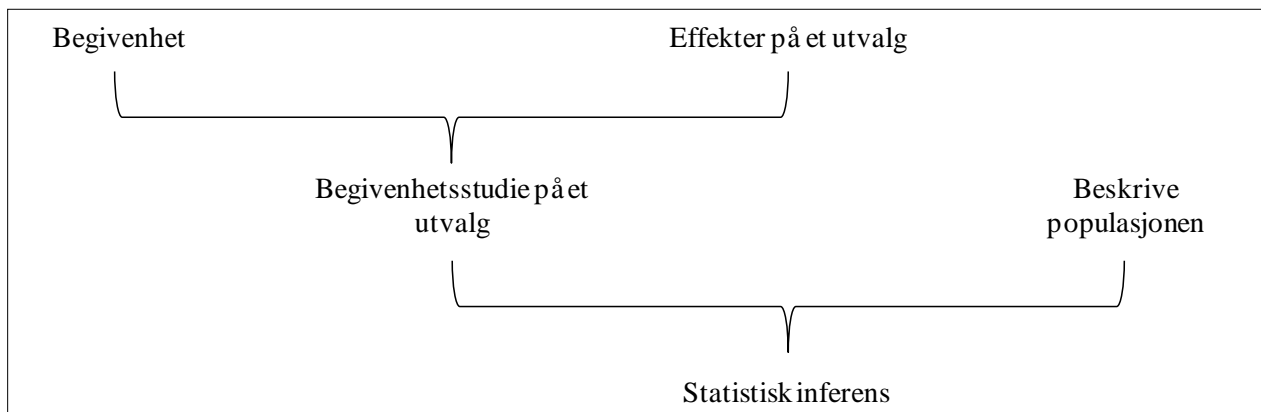 Begivenhet
Effekter på et utvalg
Begivenhetsstudie på et
utvalg
Beskrive
populasjonen
Statistisk inferens